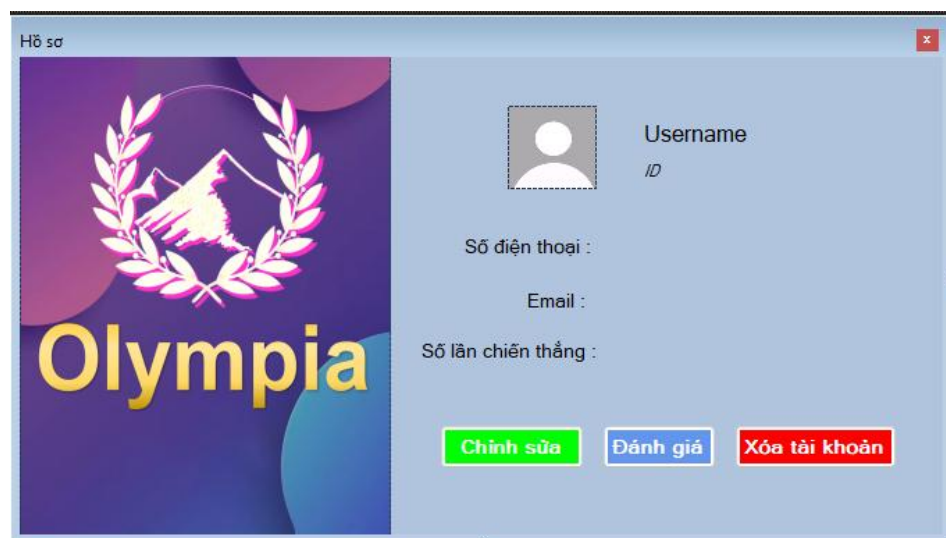 Hồ sơ
x
Olympia
Username
ID
Số điện thoại :
Email :
Số lần chiến thắng :
Chỉnh sửa
Đánh giá
Xóa tài khoản